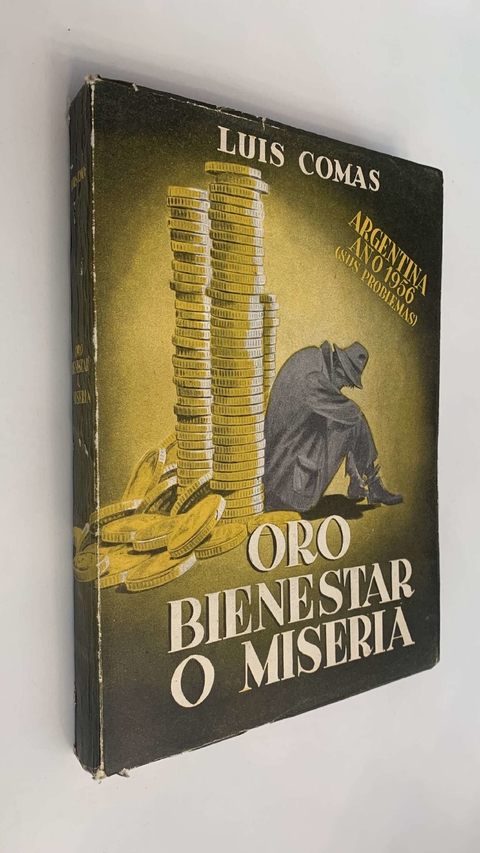 LUIS COMAS
ARGENTINA
AÑO 1956
(SUS PROBLEMAS)
ORO
BIENESTAR
O MISERIA